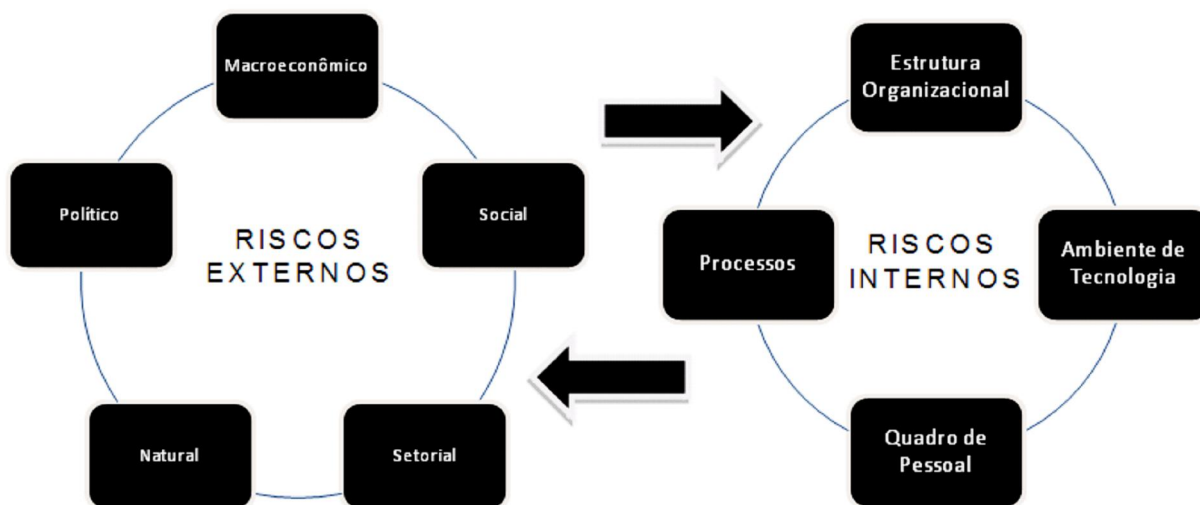 Macroeconômico
Político
Social
RISCOS
EXTERNOS
Natural
Setorial
Estrutura
Organizacional
Processos
RISCOS
INTERNOS
Ambiente de
Tecnologia
Quadro de
Pessoal